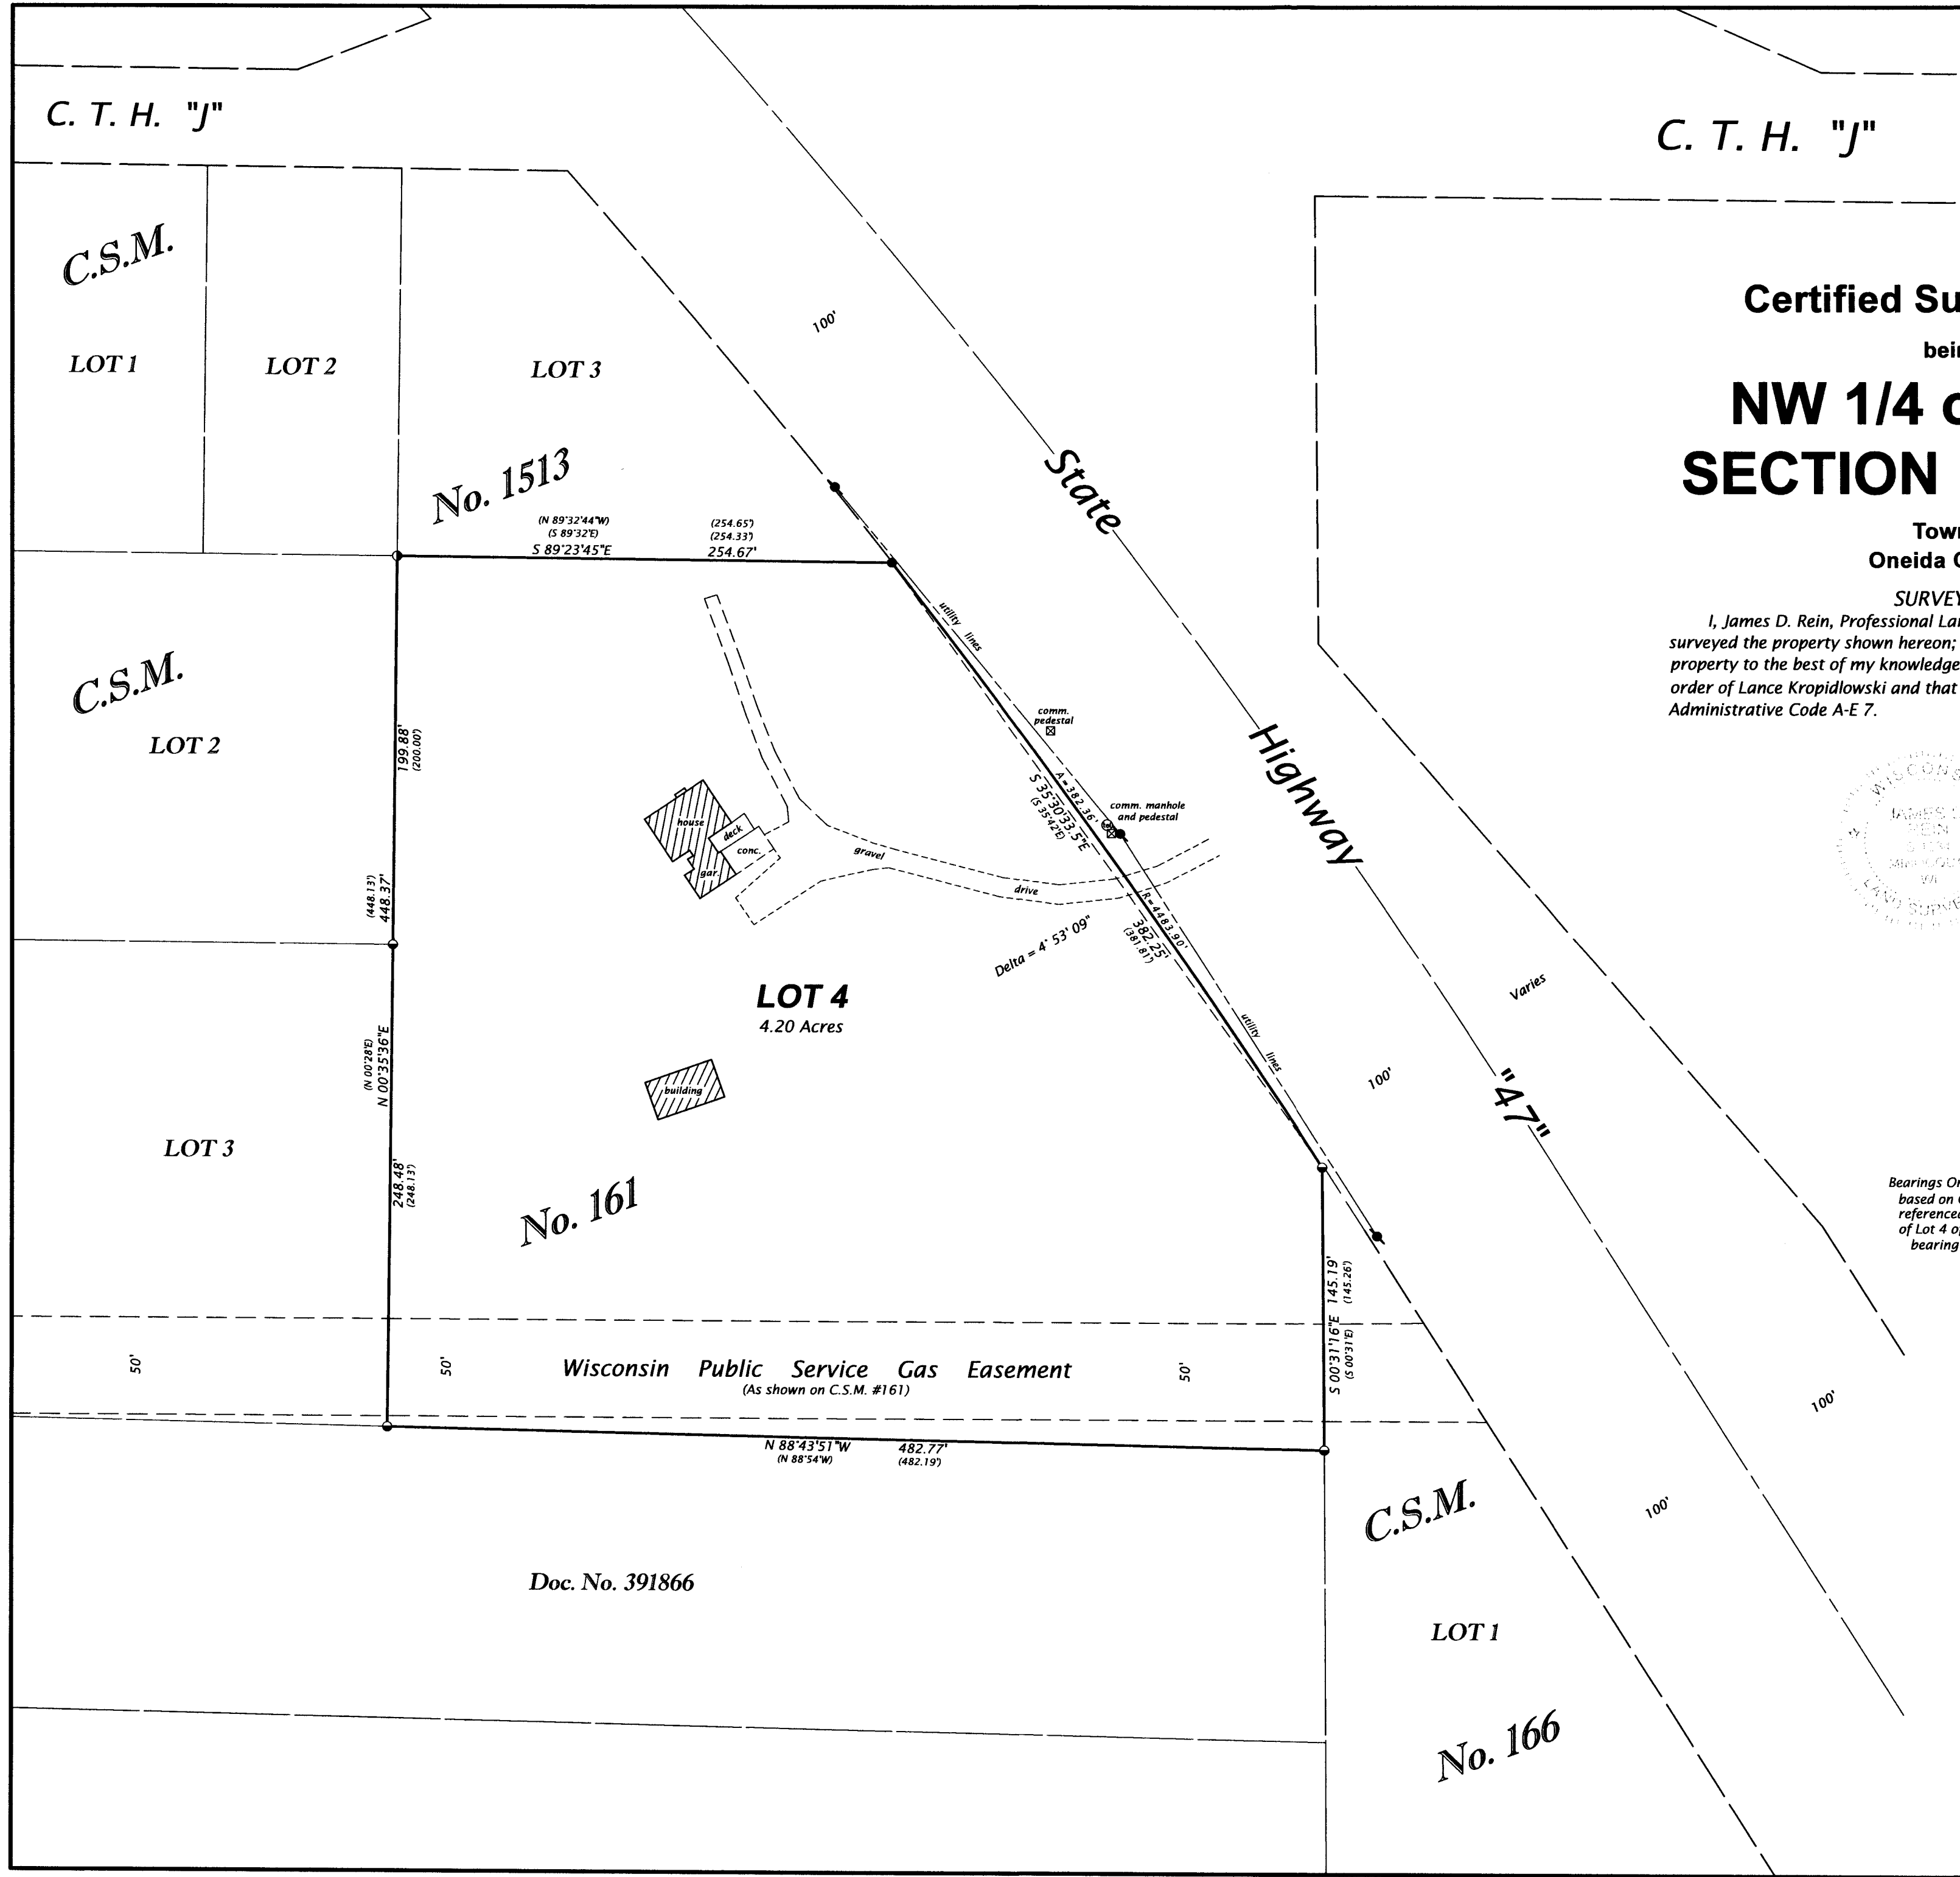 C. T. H. "J"
C. T. H. "J"
C.S.M.
LOT 1
LOT 2
LOT 3
No. 1513
100'
State
Highway
"47"
(N 89°32'44"W) (254.65')
(S 89°32'E) (254.33')
S 89°23'45"E 254.67'
Certified Su
bei
NW 1/4
SECTION
Town
Oneida
SURVEY
I, James D. Rein, Professional La
surveyed the property shown hereon;
property to the best of my knowledge
order of Lance Kropidlowski and that
Administrative Code A-E 7.
WISCONS
JAMES
REIN
LAND SURVE
C.S.M.
LOT 2
199.88'
(200.00')
utility lines
comm.
pedestal
comm. manhole
and pedestal
A = 382.36'
S 35°30'33.5"E
(S 35°42'E)
R=4483.90'
382.25'
(381.81')
Delta = 4° 53' 09"
house
deck
conc.
gar.
gravel
drive
(448.13')
448.37'
(N 00°28'E)
N 00°35'36"E
LOT 4
4.20 Acres
building
utility lines
Varies
100'
LOT 3
248.48'
(248.13')
No. 161
Bearings
based on
reference
of Lot 4
bearing
S 00°31'16"E 145.19'
(S 00°31'E) (145.26')
50'
50'
Wisconsin Public Service Gas Easement
(As shown on C.S.M. #161)
50'
100'
N 88°43'51"W 482.77'
(N 88°54'W) (482.19')
100'
C.S.M.
Doc. No. 391866
LOT 1
No. 166